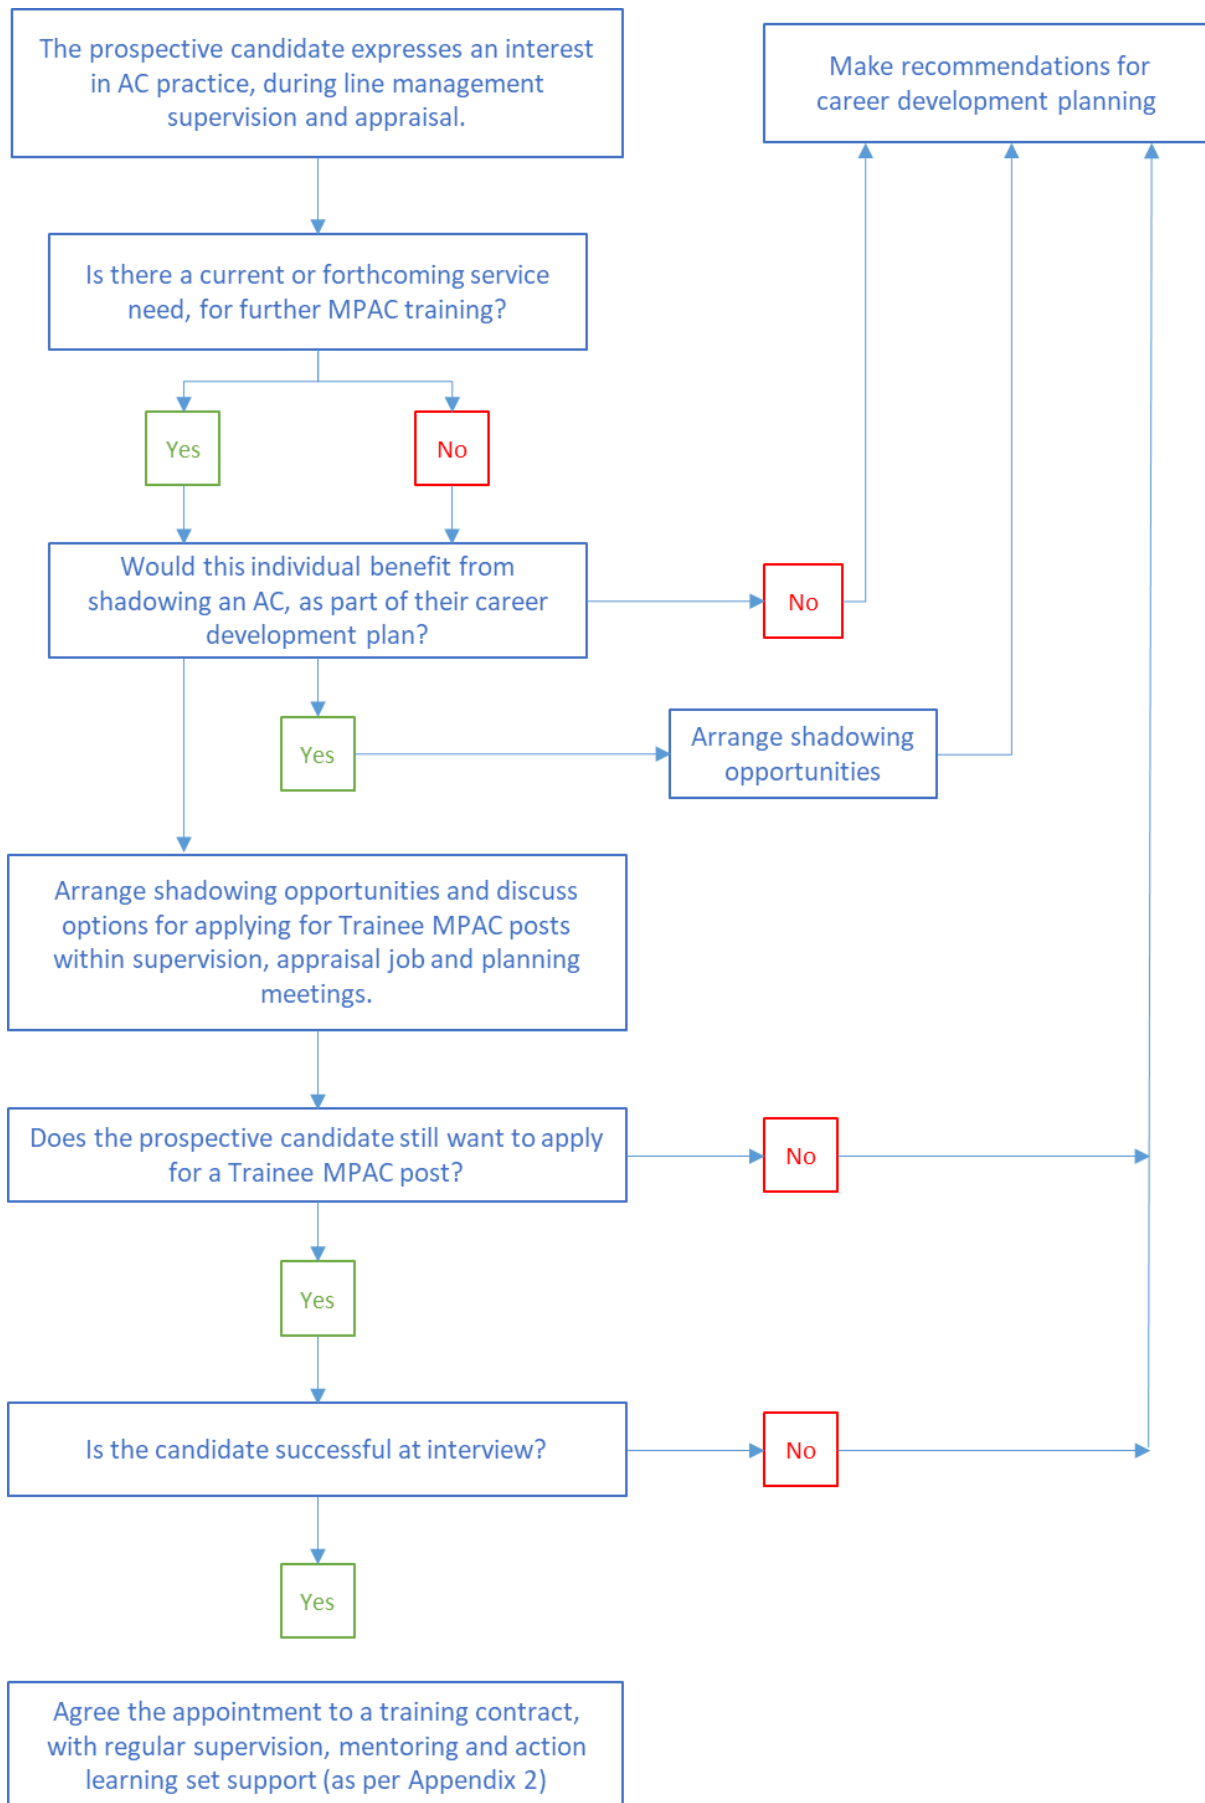 The prospective candidate expresses an interest
in AC practice, during line management
supervision and appraisal.
Make recommendations for
career development planning
Is there a current or forthcoming service
need, for further MPAC training?
Yes
No
Would this individual benefit from
shadowing an AC, as part of their career
development plan?
No
Yes
Arrange shadowing
opportunities
Arrange shadowing opportunities and discuss
options for applying for Trainee MPAC posts
within supervision, appraisal job and planning
meetings.
Does the prospective candidate still want to apply
for a Trainee MPAC post?
No
Yes
Is the candidate successful at interview?
No
Yes
Agree the appointment to a training contract,
with regular supervision, mentoring and action
learning set support (as per Appendix 2)